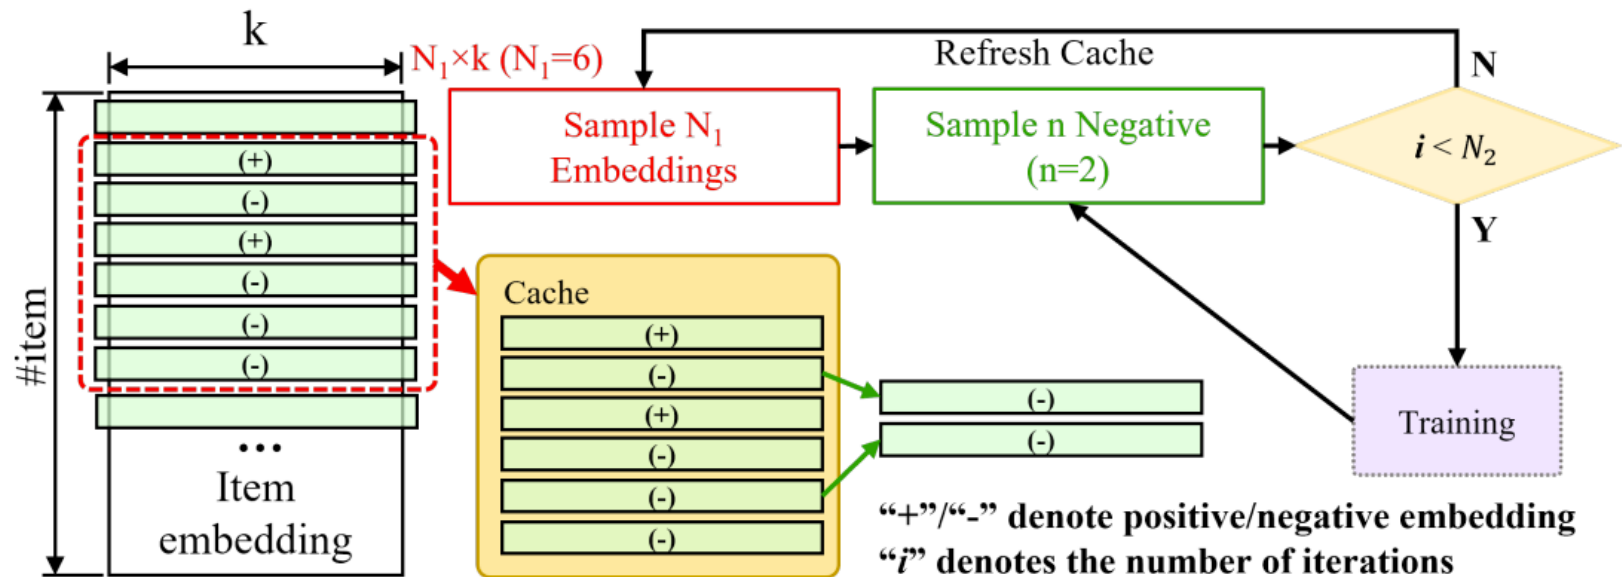 k
N₁×k (N₁=6)
Refresh Cache
N
Sample N₁
Embeddings
Sample n Negative
(n=2)
i < N₂
Y
#item
(+)
(-)
(+)
(-)
(-)
(-)
...
Item
embedding
Cache
(+)
(-)
(+)
(-)
(-)
(-)
(-)
(-)
Training
“+”/“-” denote positive/negative embedding
“i” denotes the number of iterations